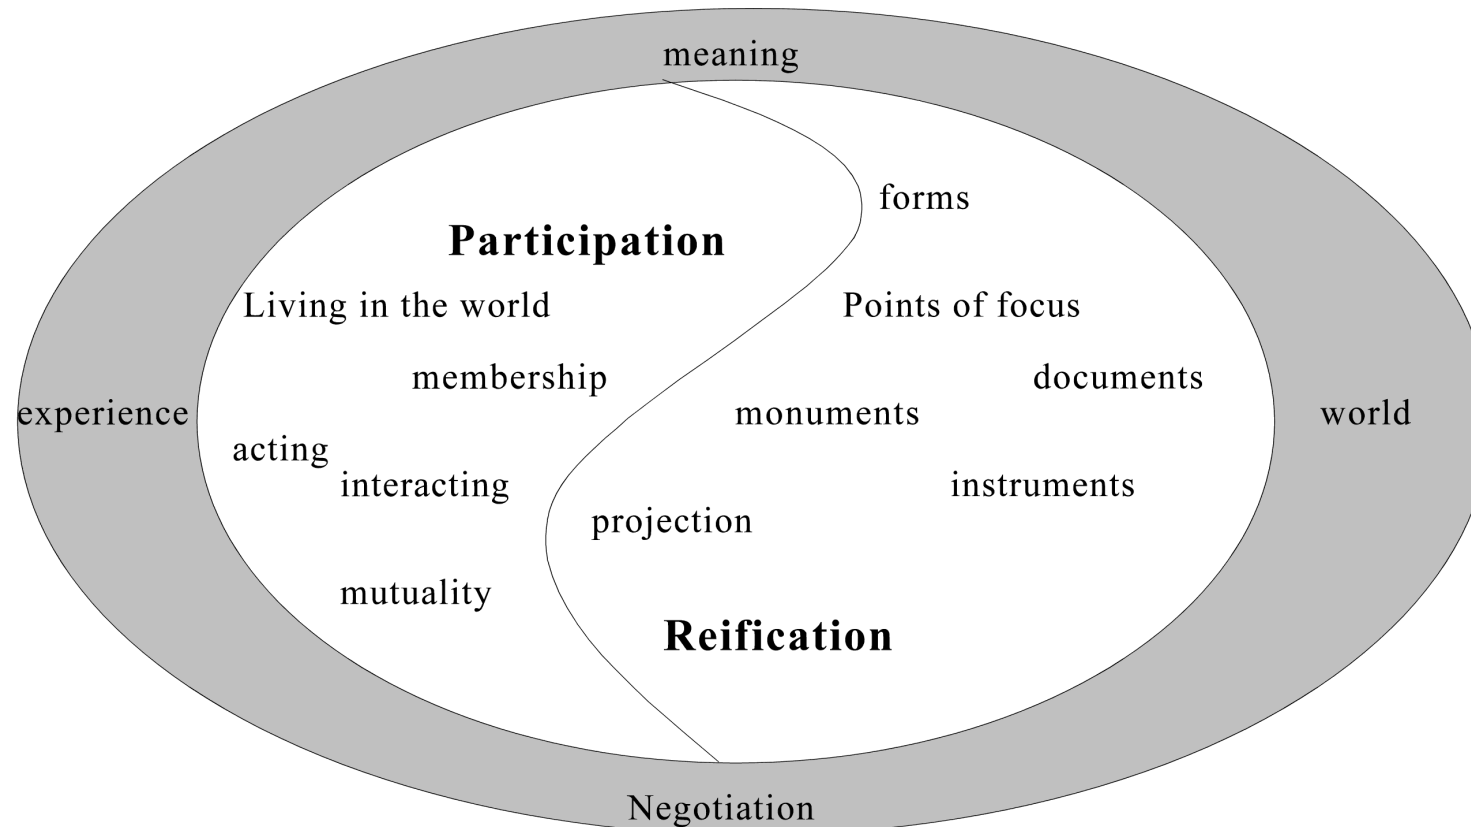 meaning
forms
Participation
Living in the world
Points of focus
membership
documents
experience
monuments
world
acting
interacting
instruments
projection
mutuality
Reification
Negotiation